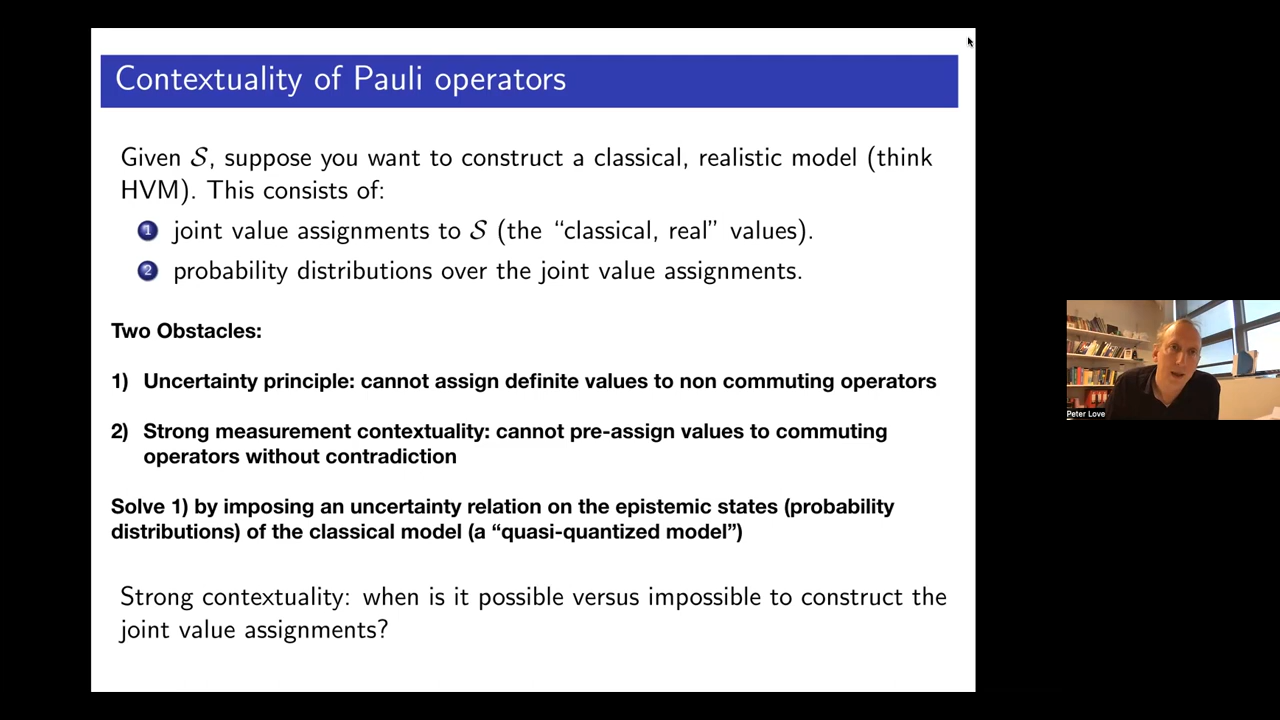 Contextuality of Pauli operators
Given 𝒮, suppose you want to construct a classical, realistic model (think
HVM). This consists of:
1 joint value assignments to 𝒮 (the “classical, real” values).
2 probability distributions over the joint value assignments.
Two Obstacles:
1) Uncertainty principle: cannot assign definite values to non commuting operators
2) Strong measurement contextuality: cannot pre-assign values to commuting
operators without contradiction
Solve 1) by imposing an uncertainty relation on the epistemic states (probability
distributions) of the classical model (a “quasi-quantized model”)
Strong contextuality: when is it possible versus impossible to construct the
joint value assignments?
Peter Love